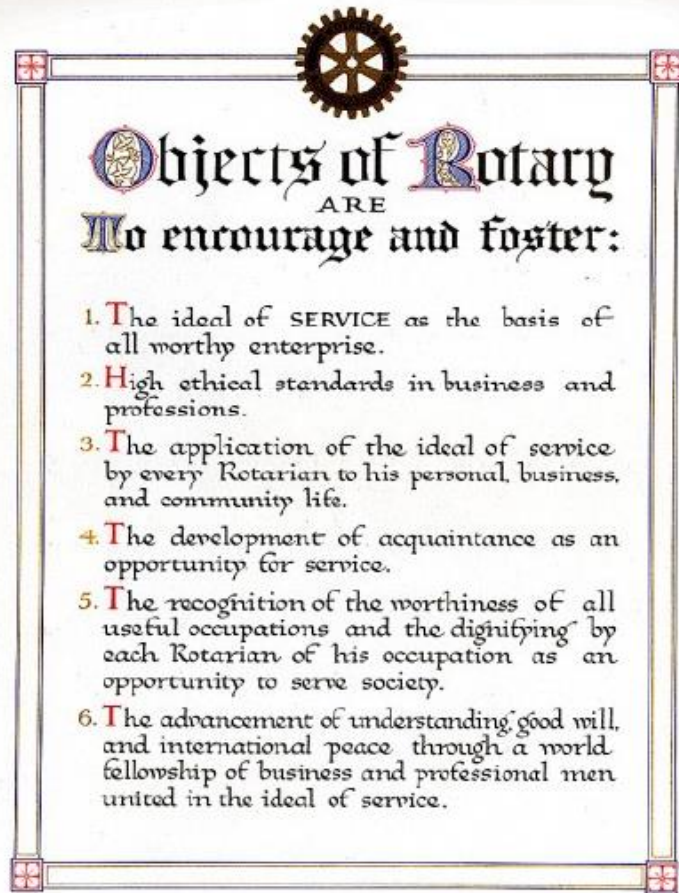 Objects of Rotary
ARE
To encourage and foster:
1. The ideal of SERVICE as the basis of
all worthy enterprise.
2. High ethical standards in business and
professions.
3. The application of the ideal of service
by every Rotarian to his personal, business,
and community life.
4. The development of acquaintance as an
opportunity for service.
5. The recognition of the worthiness of all
useful occupations and the dignifying by
each Rotarian of his occupation as an
opportunity to serve society.
6. The advancement of understanding, good will,
and international peace through a world
fellowship of business and professional men
united in the ideal of service.